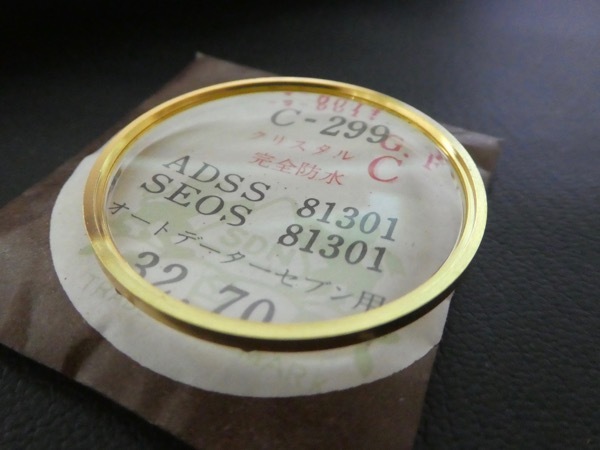 C-299 G.F
クリスタル C
完全防水
ADSS 81301
SEOS 81301
オートデーターセブン用
32.70